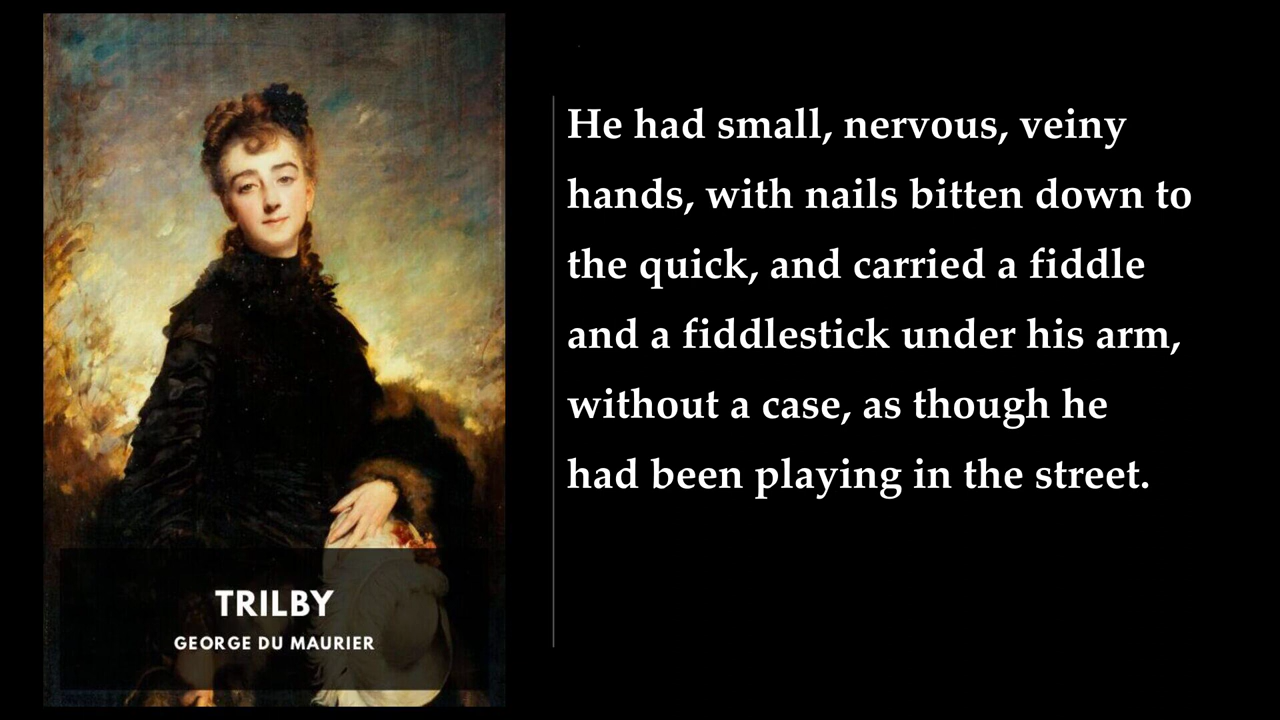 He had small, nervous, veiny
hands, with nails bitten down to
the quick, and carried a fiddle
and a fiddlestick under his arm,
without a case, as though he
had been playing in the street.
TRILBY
GEORGE DU MAURIER